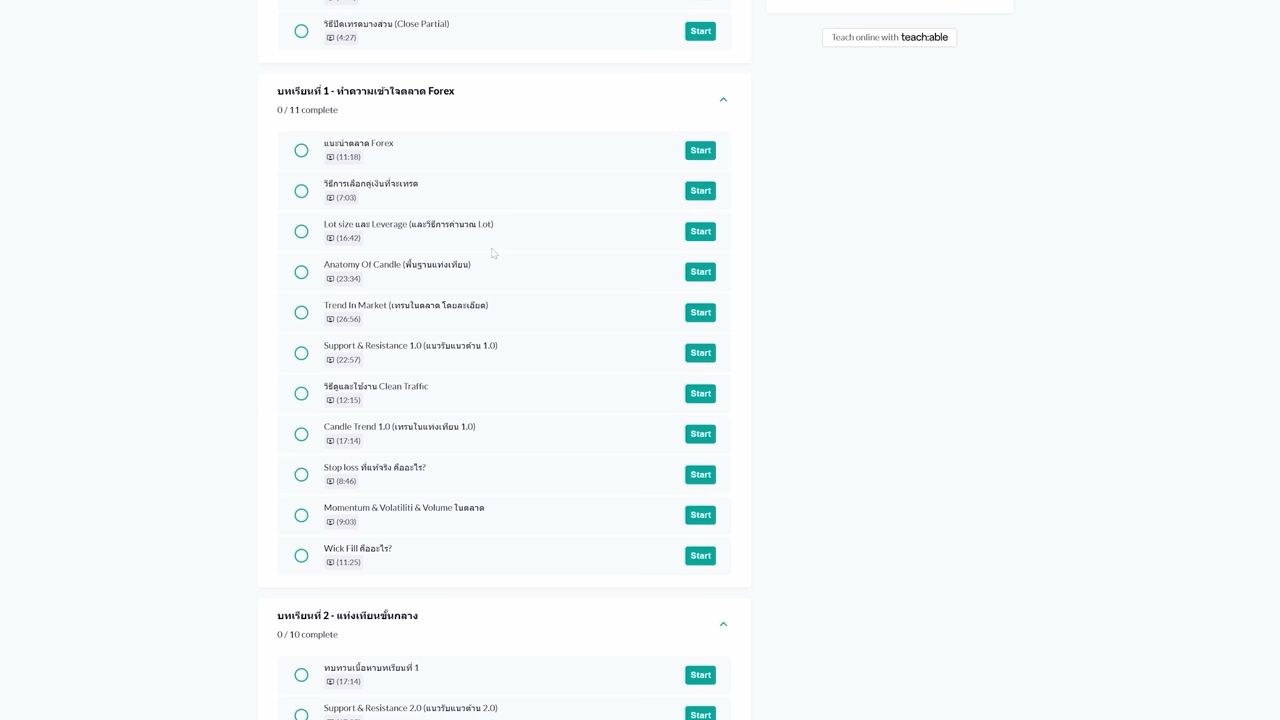 วิธีปิดเทรดบางส่วน (Close Partial)
(4:27)
Start
Teach online with teach:able
บทเรียนที่ 1 - ทำความเข้าใจตลาด Forex
0 / 11 complete
แนะนำตลาด Forex
(11:18)
Start
วิธีการเลือกคู่เงินที่จะเทรด
(7:03)
Start
Lot size และ Leverage (และวิธีการคำนวณ Lot)
(16:42)
Start
Anatomy Of Candle (พื้นฐานแท่งเทียน)
(23:34)
Start
Trend In Market (เทรนในตลาด โดยละเอียด)
(26:56)
Start
Support & Resistance 1.0 (แนวรับแนวต้าน 1.0)
(22:57)
Start
วิธีดูและใช้งาน Clean Traffic
(12:15)
Start
Candle Trend 1.0 (เทรนในแท่งเทียน 1.0)
(17:14)
Start
Stop loss ที่แท้จริง คืออะไร?
(8:46)
Start
Momentum & Volatiliti & Volume ในตลาด
(9:03)
Start
Wick Fill คืออะไร?
(11:25)
Start
บทเรียนที่ 2 - แท่งเทียนขั้นกลาง
0 / 10 complete
ทบทวนเนื้อหาบทเรียนที่ 1
(17:14)
Start
Support & Resistance 2.0 (แนวรับแนวต้าน 2.0)
Start